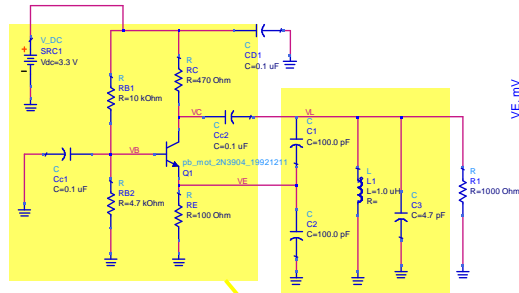 V_DC
SRC1
Vdc=3.3 V
+
-
R
RB1
R=10 kOhm
R
RC
R=470 Ohm
C
CD1
C=0.1 uF
VC
C
Cc2
C=0.1 uF
VL
C
C1
C=100.0 pF
VB
C
Cc1
C=0.1 uF
pb_mot_2N3904_19921211
Q1
VE
R
RB2
R=4.7 kOhm
R
RE
R=100 Ohm
C
C2
C=100.0 pF
L
L1
L=1.0 uH
R=
C
C3
C=4.7 pF
R
R1
R=1000 Ohm
VE, mV